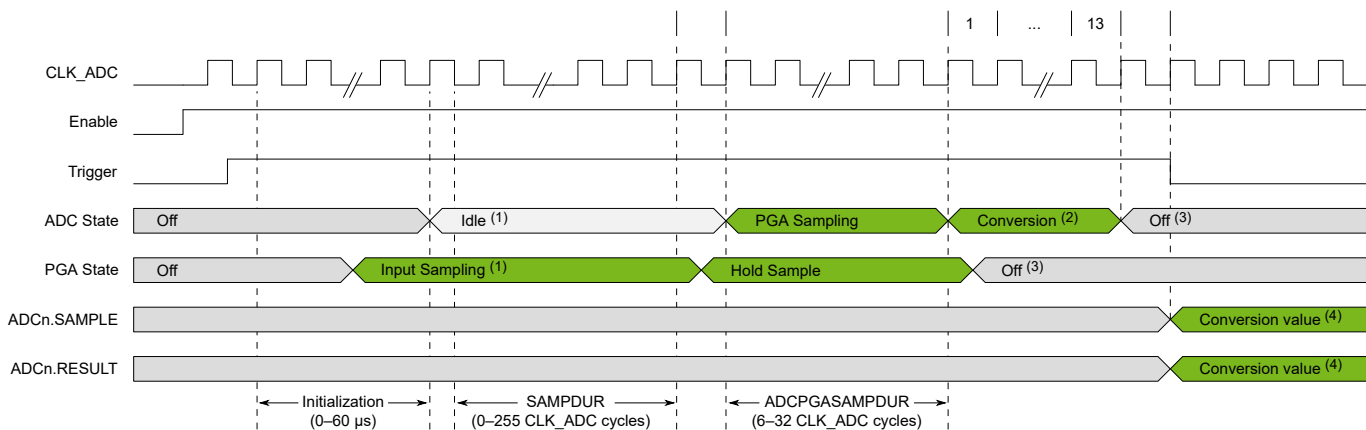 1 ... 13
CLK_ADC
Enable
Trigger
ADC State Off Idle (1) PGA Sampling Conversion (2) Off (3)
PGA State Off Input Sampling (1) Hold Sample Off (3)
ADCn.SAMPLE Conversion value (4)
ADCn.RESULT Conversion value (4)
Initialization SAMPDUR ADCPGASAMPDUR
(0–60 µs) (0–255 CLK_ADC cycles) (6–32 CLK_ADC cycles)